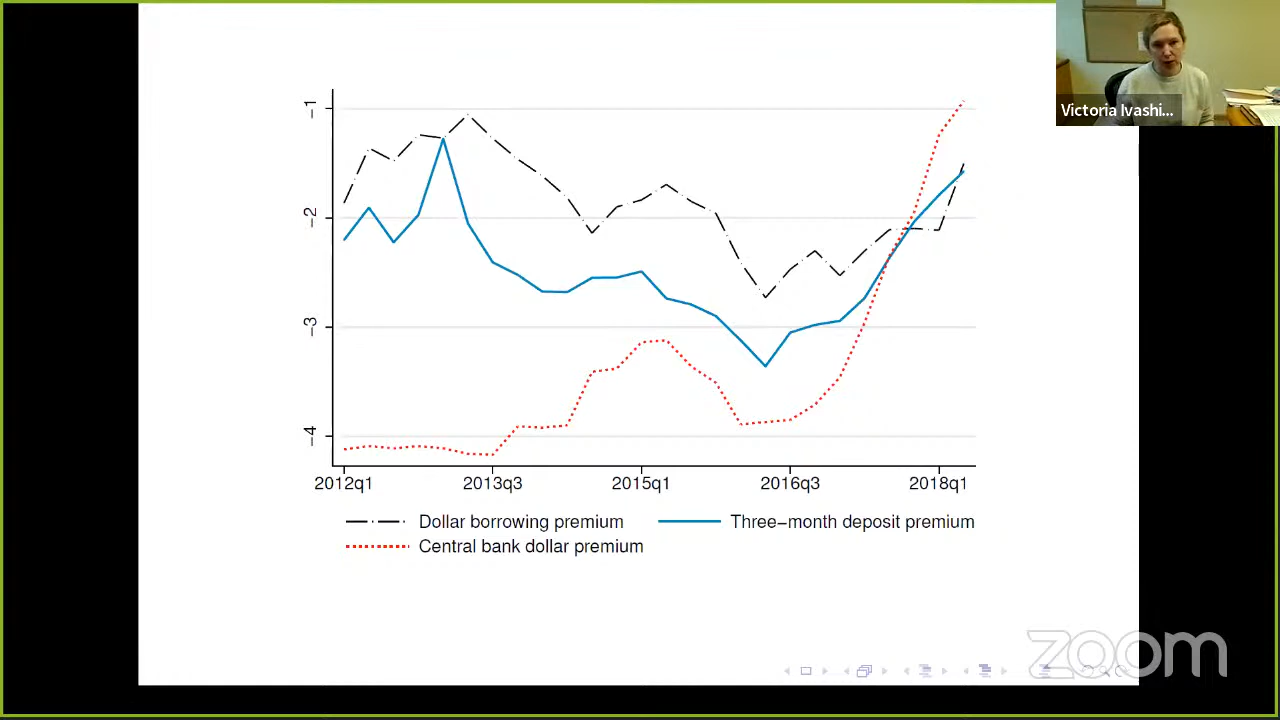 Victoria Ivashi...
-1
-2
-3
-4
2012q1 2013q3 2015q1 2016q3 2018q1
Dollar borrowing premium Three-month deposit premium
Central bank dollar premium
zoom